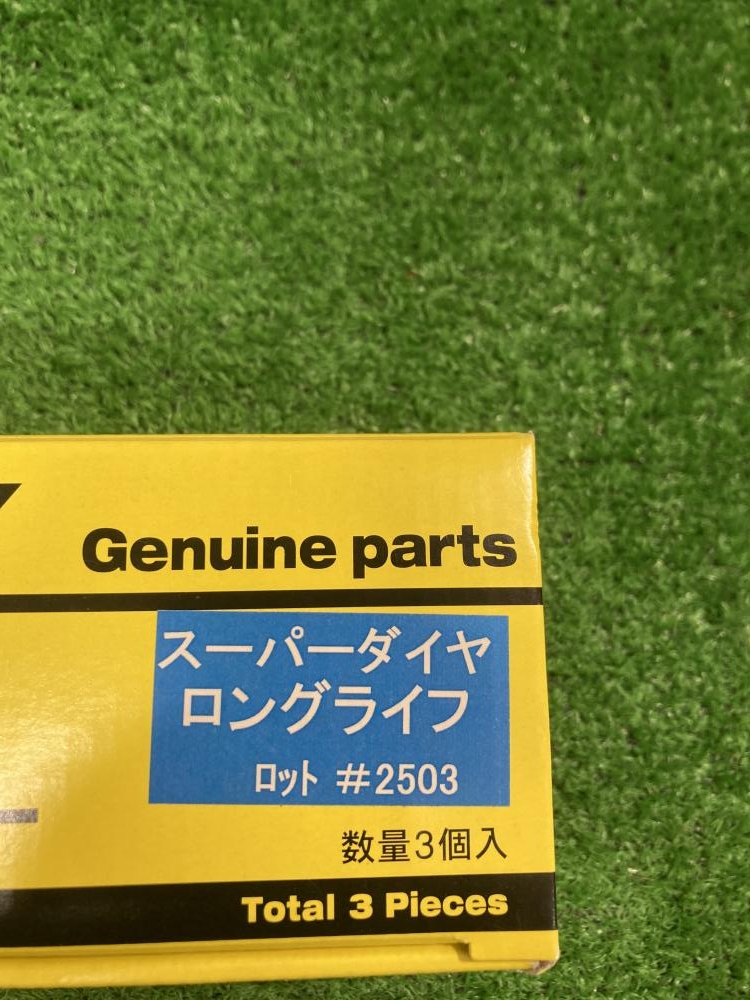 Genuine parts
スーパーダイヤ
ロングライフ
ロット #2503
数量3個入
Total 3 Pieces